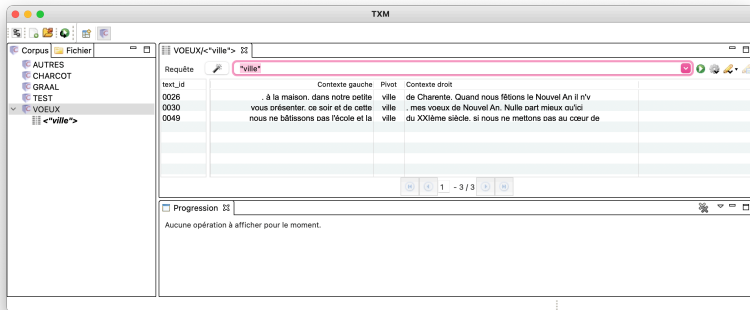 TXM
Corpus Fichier
AUTRES
CHARCOT
GRAAL
TEST
VOEUX
<"ville">
VOEUX/<"ville">
Requête "ville"
text_id Contexte gauche Pivot Contexte droit
0026 . à la maison, dans notre petite ville de Charente. Quand nous fêtions le Nouvel An il n'y
0030 vous présenter, ce soir et de cette ville , mes voeux de Nouvel An. Nulle part mieux qu'ici
0049 nous ne bâtissons pas l'école et la ville du XXIème siècle, si nous ne mettons pas au cœur de
1 - 3 / 3
Progression
Aucune opération à afficher pour le moment.